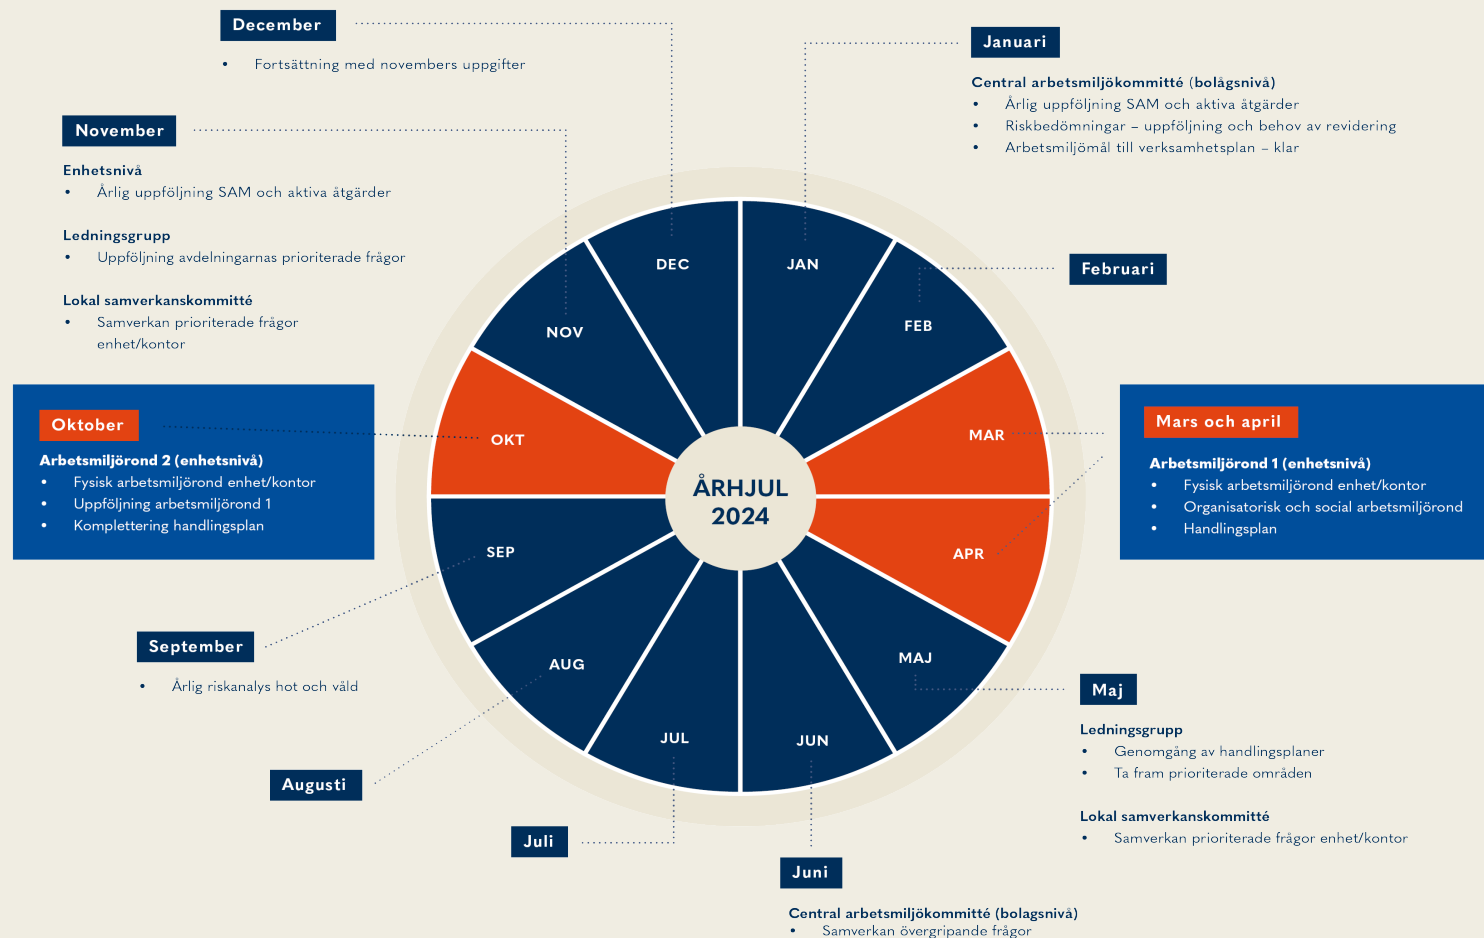 December
• Fortsättning med novembers uppgifter
Januari
Central arbetsmiljökommitté (bolågsnivå)
• Årlig uppföljning SAM och aktiva åtgärder
• Riskbedömningar – uppföljning och behov av revidering
• Arbetsmiljömål till verksamhetsplan – klar
November
Enhetsnivå
• Årlig uppföljning SAM och aktiva åtgärder
Ledningsgrupp
• Uppföljning avdelningarnas prioriterade frågor
Lokal samverkanskommitté
• Samverkan prioriterade frågor
enhet/kontor
Februari
DEC
JAN
NOV
FEB
OKT
MAR
ÅRHJUL
2024
SEP
APR
AUG
MAJ
JUL
JUN
Oktober
Arbetsmiljörond 2 (enhetsnivå)
• Fysisk arbetsmiljörond enhet/kontor
• Uppföljning arbetsmiljörond 1
• Komplettering handlingsplan
Mars och april
Arbetsmiljörond 1 (enhetsnivå)
• Fysisk arbetsmiljörond enhet/kontor
• Organisatorisk och social arbetsmiljörond
• Handlingsplan
September
• Årlig riskanalys hot och våld
Maj
Ledningsgrupp
• Genomgång av handlingsplaner
• Ta fram prioriterade områden
Lokal samverkanskommitté
• Samverkan prioriterade frågor enhet/kontor
Augusti
Juli
Juni
Central arbetsmiljökommitté (bolagsnivå)
• Samverkan övergripande frågor